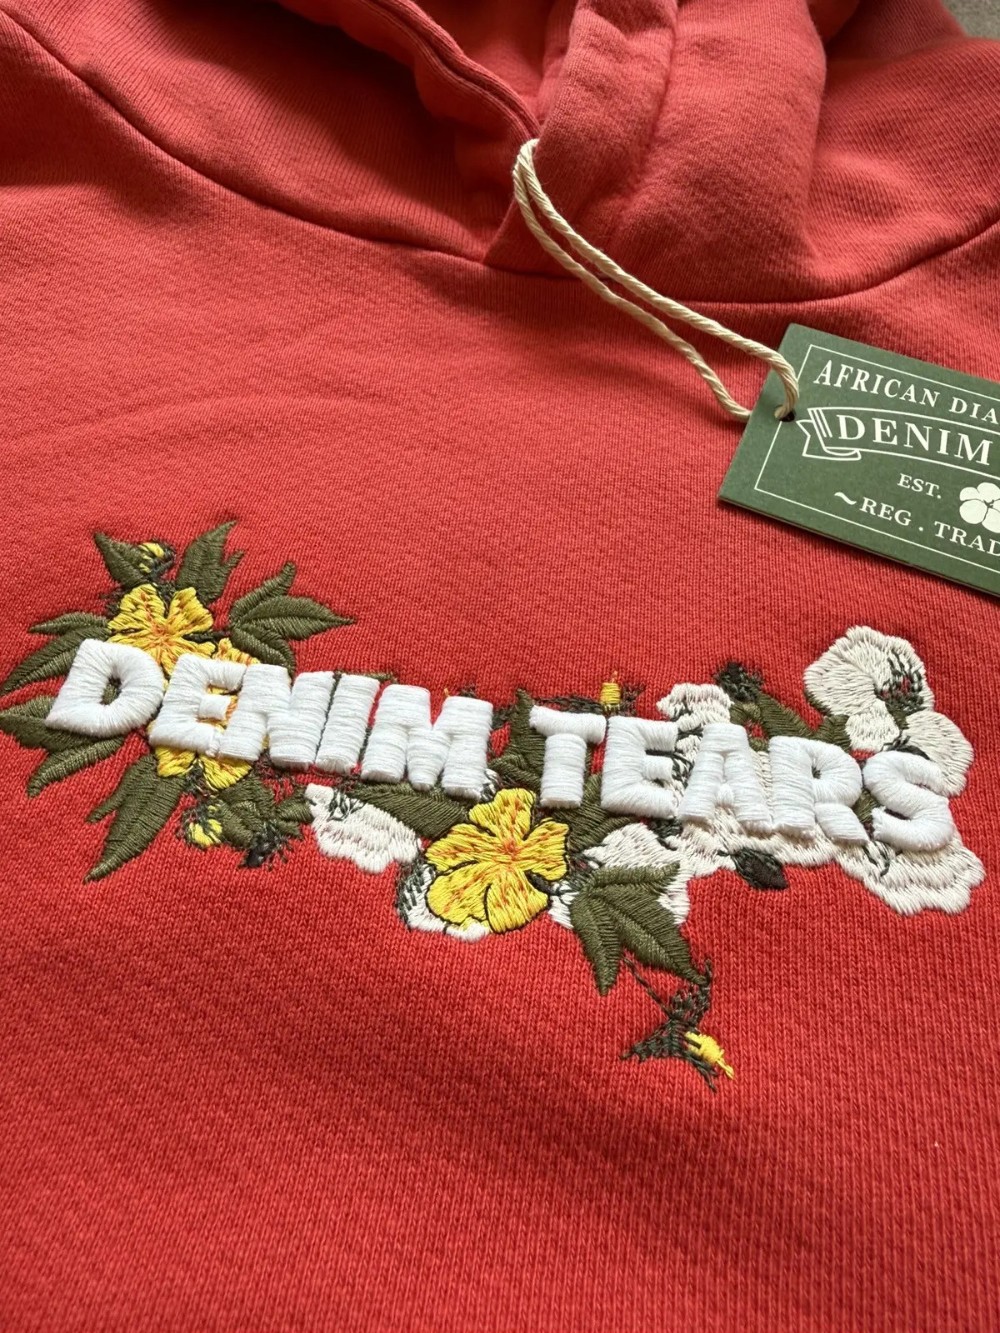 AFRICAN DIA
DENIM
EST.
~REG. TRAD
DENIM TEARS